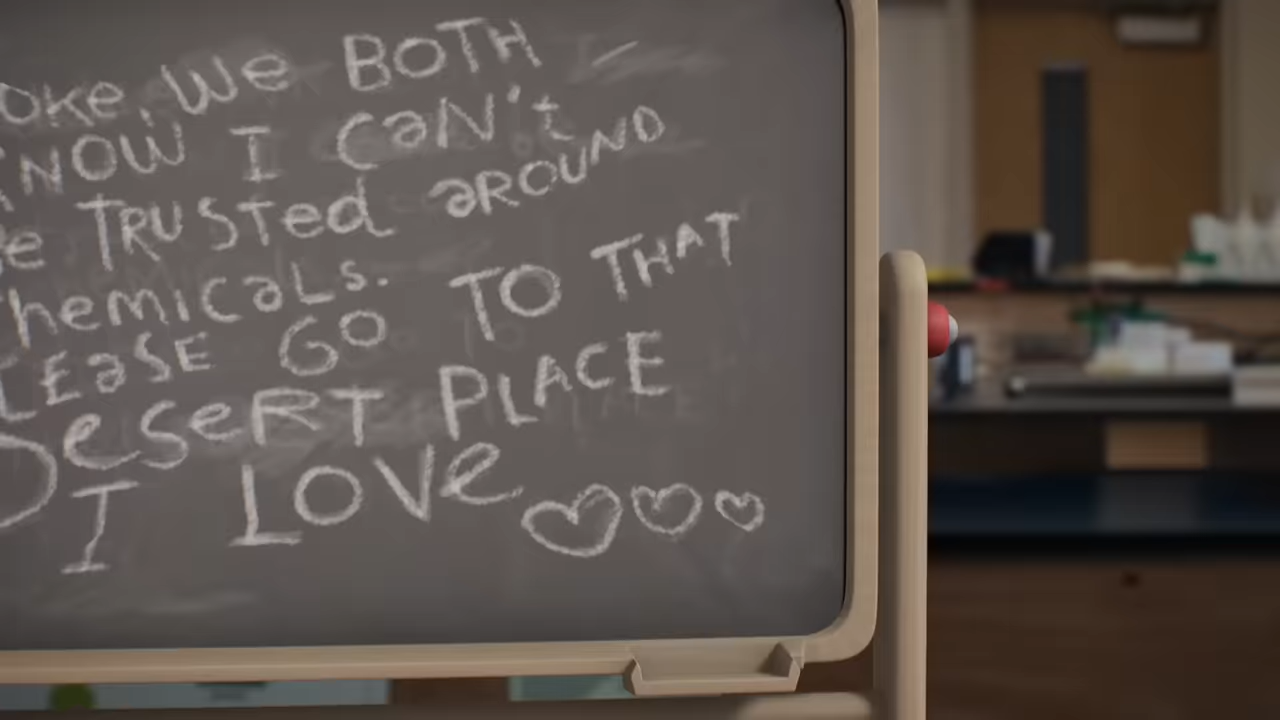 oke, We BOTH
NOW I CaN't
e TRUSTed aROUND
hemicaLs.
LEaSE GO TO THAT
DeseRT PLACE
I LOVe